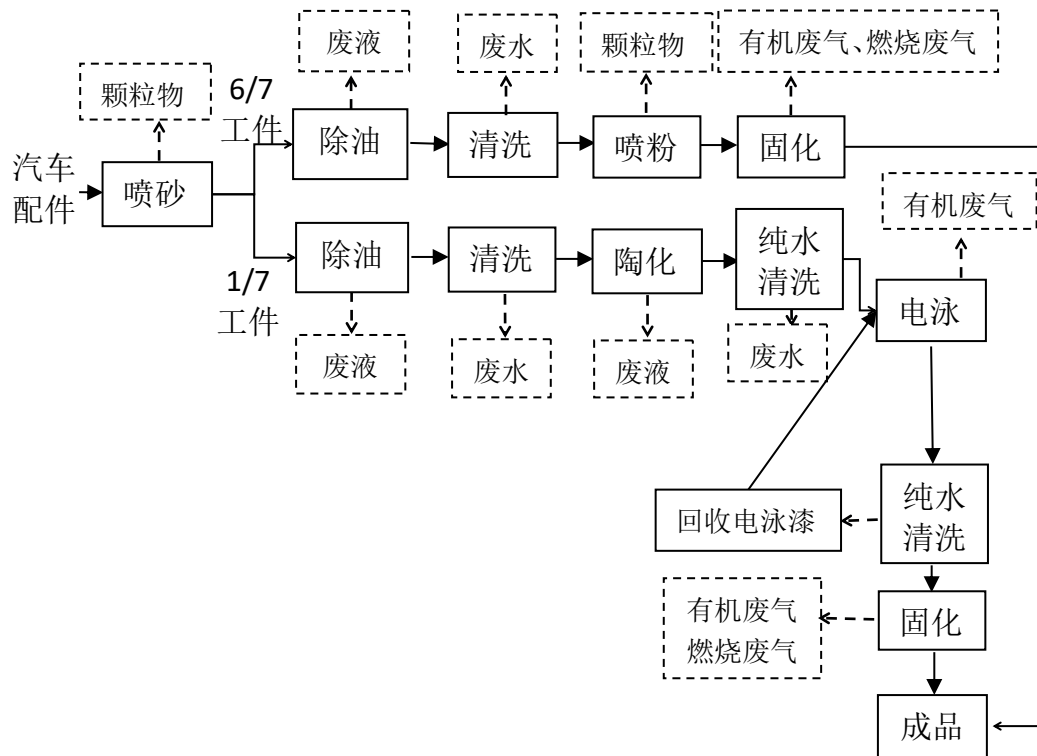 废液
废水
颗粒物
有机废气、燃烧废气
颗粒物
6/7
工件
除油
清洗
喷粉
固化
汽车
配件
喷砂
有机废气
1/7
工件
除油
清洗
陶化
纯水
清洗
电泳
废液
废水
废液
废水
回收电泳漆
纯水
清洗
有机废气
燃烧废气
固化
成品